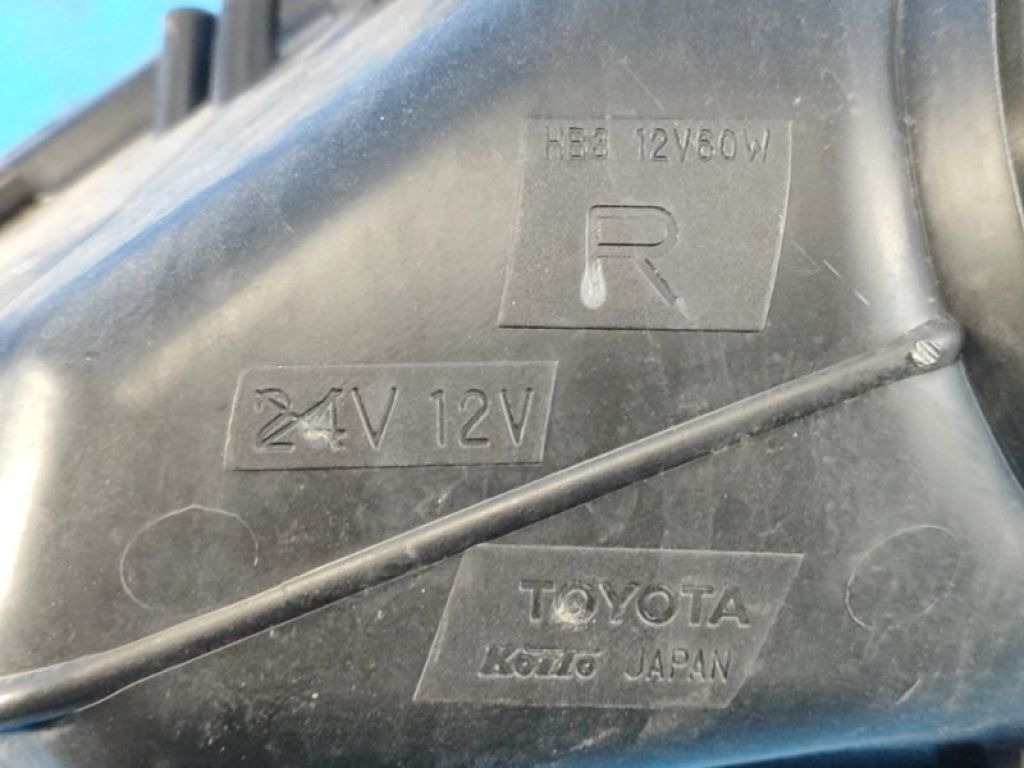 HB3 12V60W
R
24V 12V
TOYOTA
KOITO JAPAN